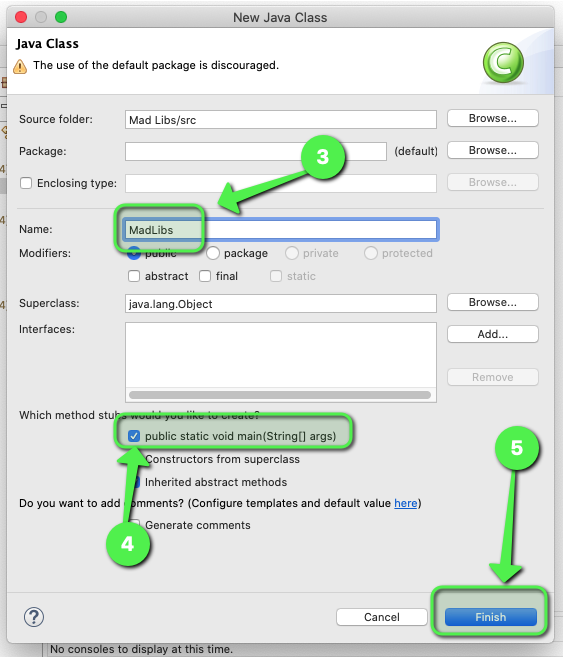 New Java Class
Java Class
The use of the default package is discouraged.
C
Source folder: Mad Libs/src Browse...
Package: (default) Browse...
3
Enclosing type: Browse...
Name: MadLibs
Modifiers: public package private protected
abstract final static
Superclass: java.lang.Object Browse...
Interfaces: Add...
Remove
Which method stubs would you like to create?
public static void main(String[] args)
5
Constructors from superclass
Inherited abstract methods
Do you want to add comments? (Configure templates and default value here)
Generate comments
4
? Cancel Finish
No consoles to display at this time.